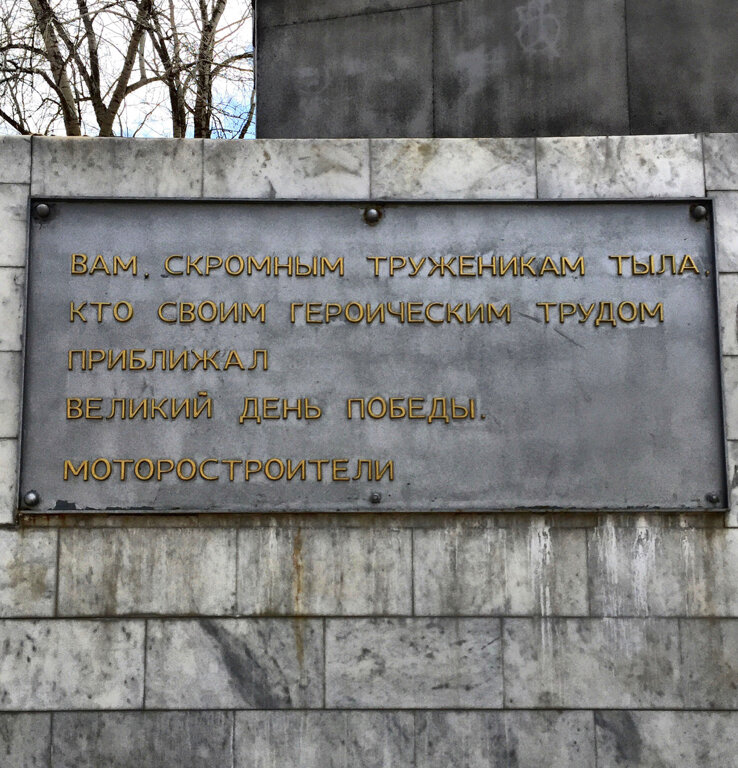 ВАМ, СКРОМНЫМ ТРУЖЕНИКАМ ТЫЛА,
КТО СВОИМ ГЕРОИЧЕСКИМ ТРУДОМ
ПРИБЛИЖАЛ
ВЕЛИКИЙ ДЕНЬ ПОБЕДЫ.
МОТОРОСТРОИТЕЛИ